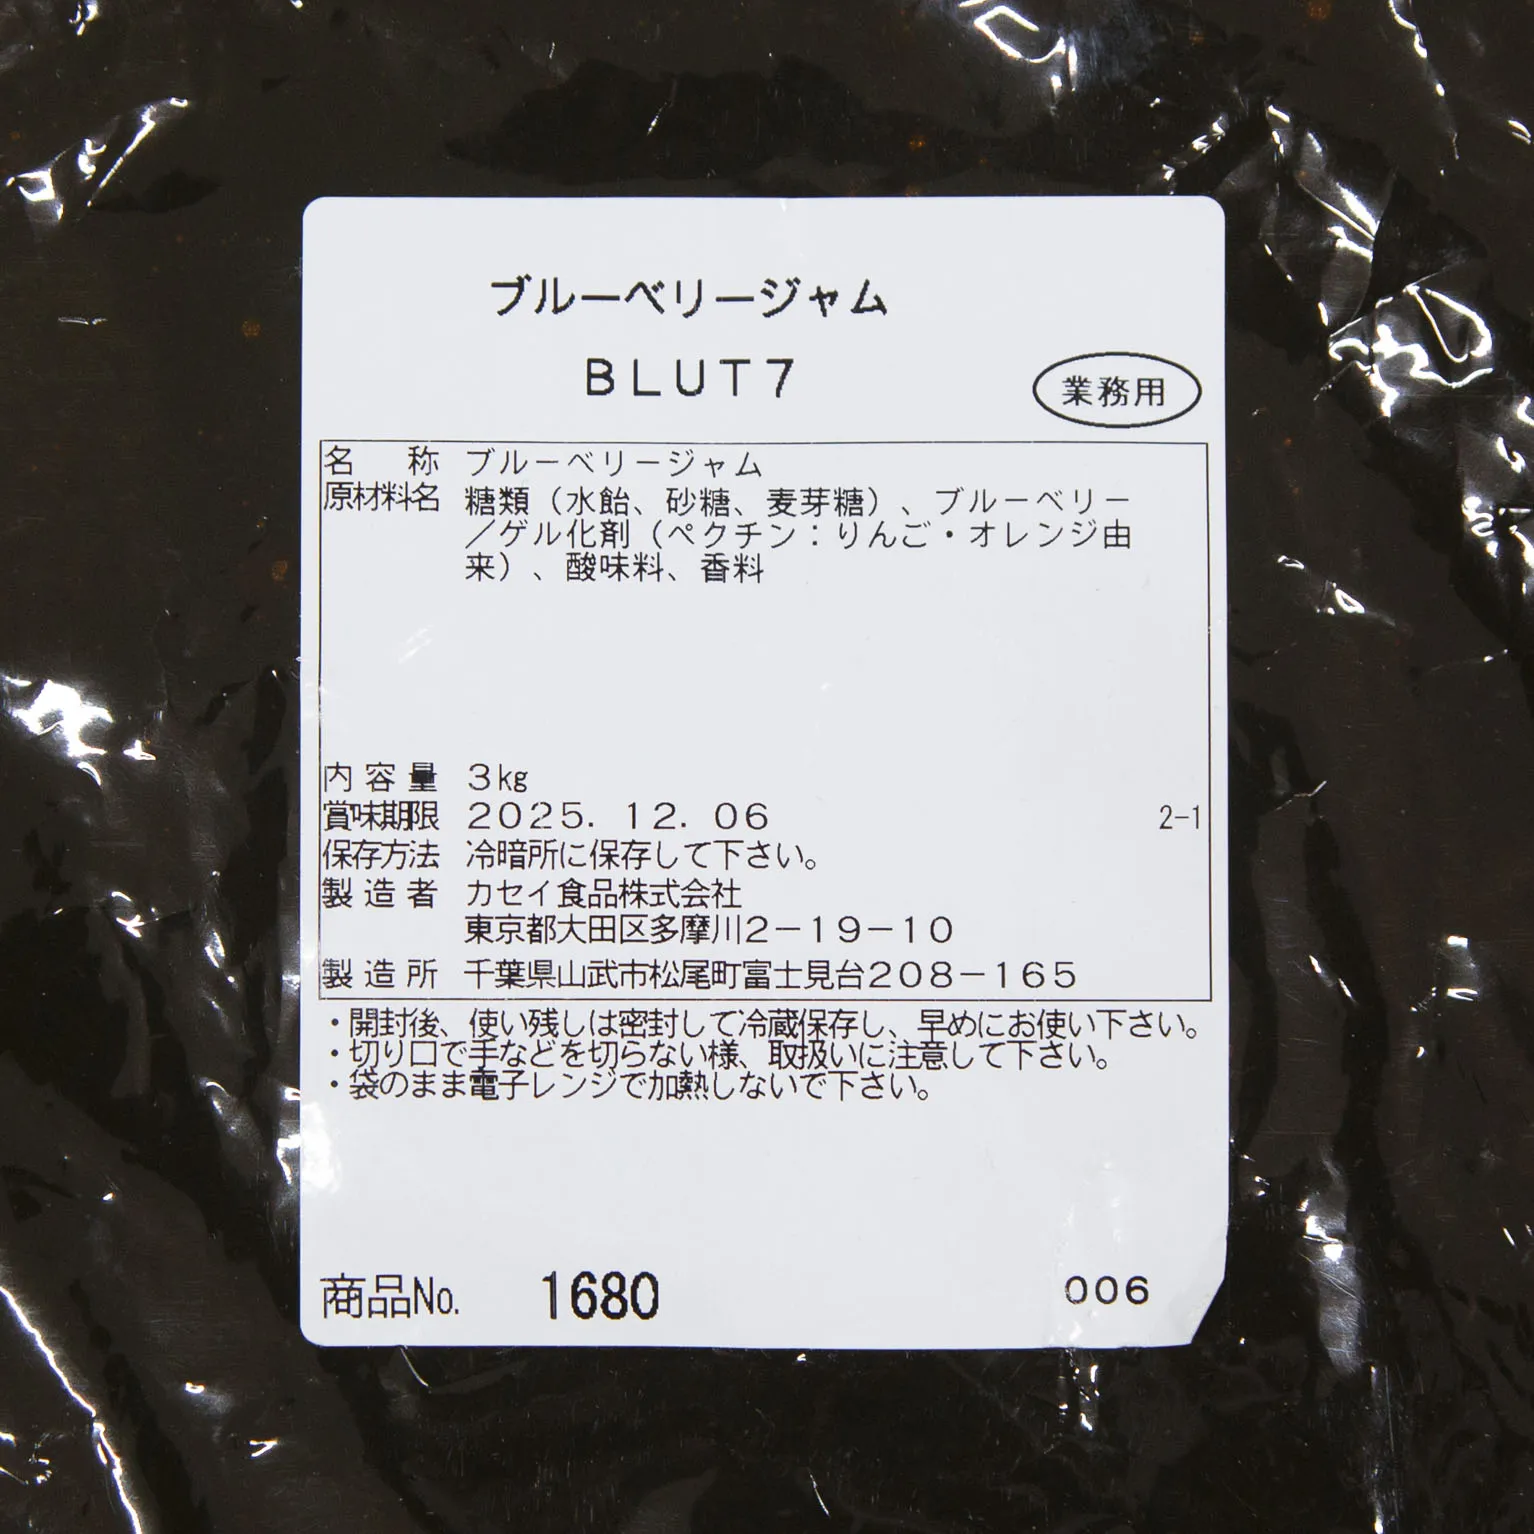 ブルーベリージャム
BLUT7
業務用
名称 ブルーベリージャム
原材料名 糖類（水飴、砂糖、麦芽糖）、ブルーベリー
／ゲル化剤（ペクチン：りんご・オレンジ由
来）、酸味料、香料
内容量 3kg
賞味期限 2025. 12. 06 2-1
保存方法 冷暗所に保存して下さい。
製造者 カセイ食品株式会社
東京都大田区多摩川2－19－10
製造所 千葉県山武市松尾町富士見台208－165
・開封後、使い残しは密封して冷蔵保存し、早めにお使い下さい。
・切り口で手などを切らない様、取扱いに注意して下さい。
・袋のまま電子レンジで加熱しないで下さい。
商品No. 1680 006